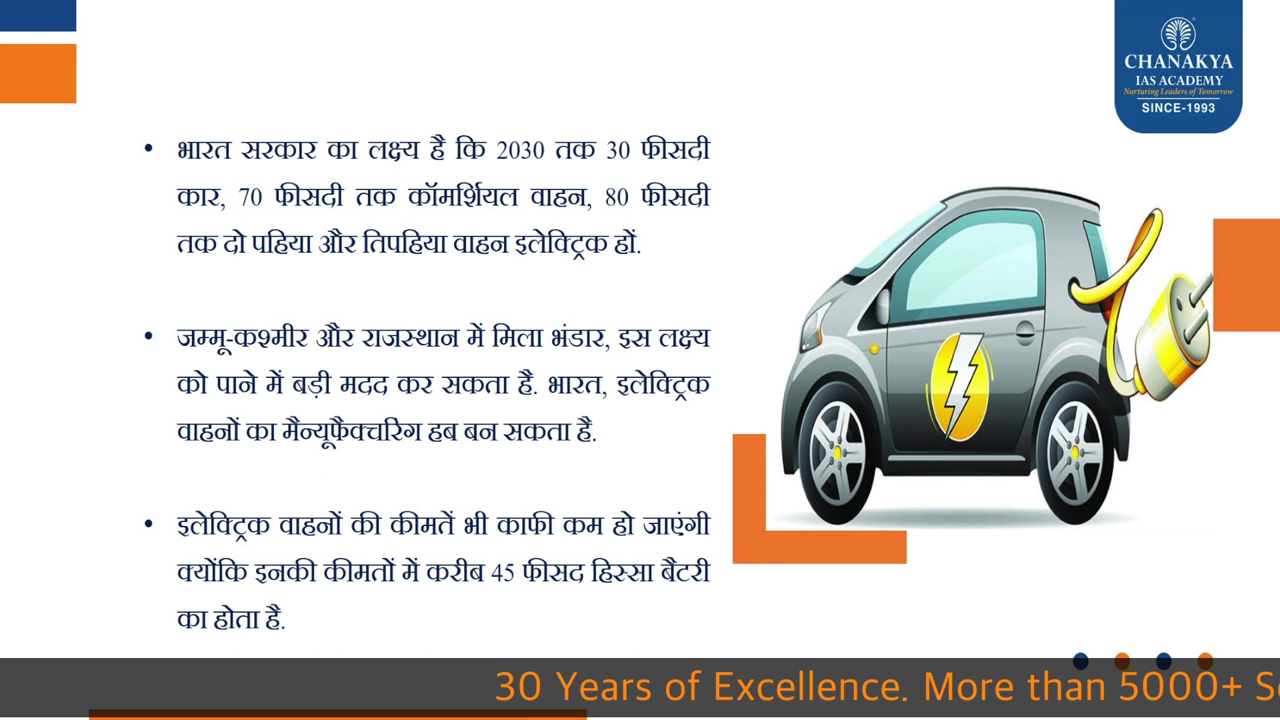 CHANAKYA
IAS ACADEMY
Nurturing Leaders of Tomorrow
SINCE-1993
• भारत सरकार का लक्ष्य है कि 2030 तक 30 फीसदी
कार, 70 फीसदी तक कॉमर्शियल वाहन, 80 फीसदी
तक दो पहिया और तिपहिया वाहन इलेक्ट्रिक हों.
• जम्मू-कश्मीर और राजस्थान में मिला भंडार, इस लक्ष्य
को पाने में बड़ी मदद कर सकता है. भारत, इलेक्ट्रिक
वाहनों का मैन्यूफैक्चरिंग हब बन सकता है.
• इलेक्ट्रिक वाहनों की कीमतें भी काफी कम हो जाएंगी
क्योंकि इनकी कीमतों में करीब 45 फीसद हिस्सा बैटरी
का होता है.
30 Years of Excellence. More than 5000+